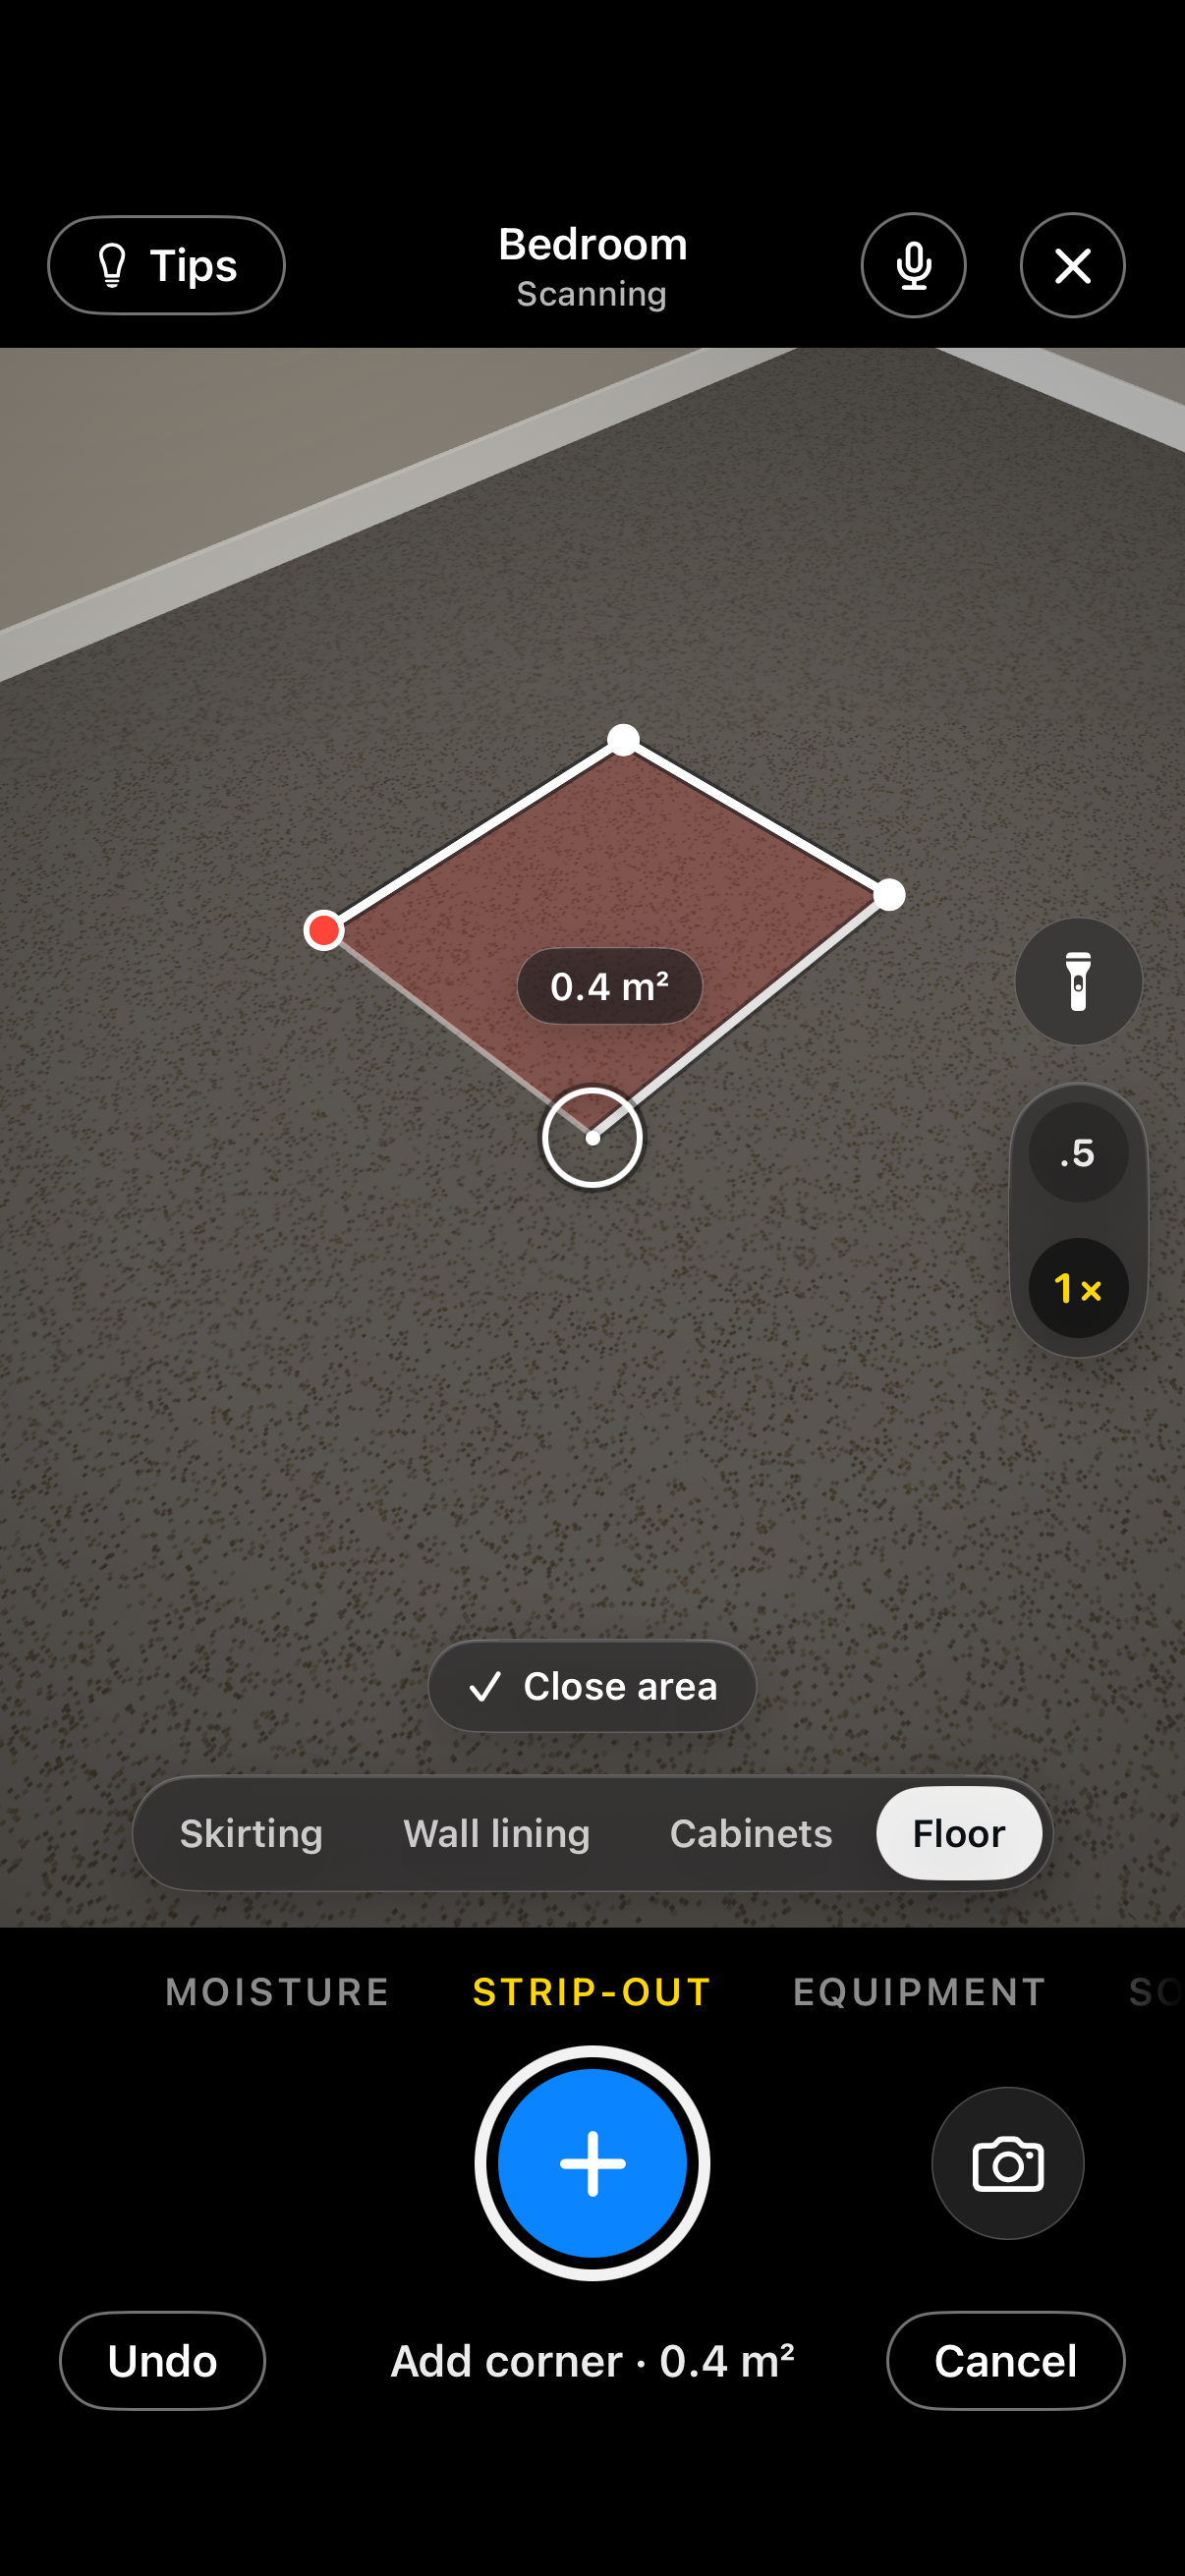 Tips
Bedroom
Scanning
0.4 m²
.5
1×
Close area
Skirting
Wall lining
Cabinets
Floor
MOISTURE
STRIP-OUT
EQUIPMENT
SO
Undo
Add corner · 0.4 m²
Cancel